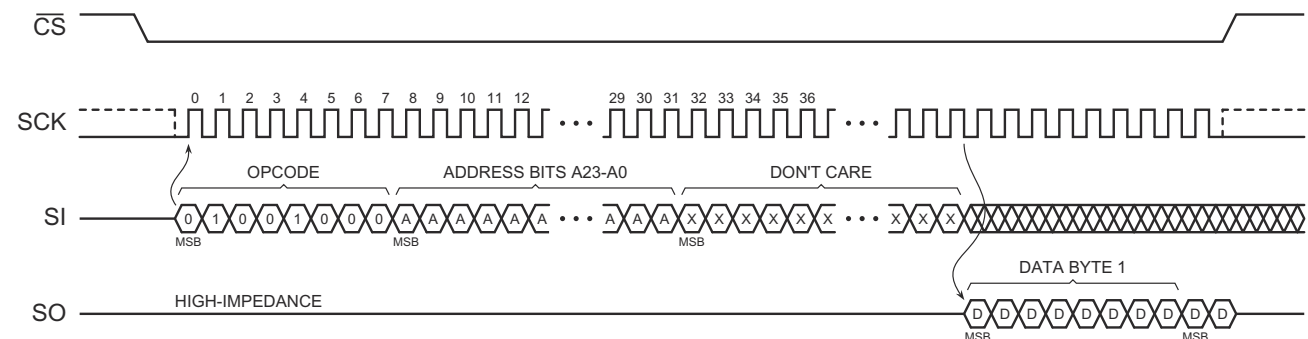 CS
0 1 2 3 4 5 6 7 8 9 10 11 12 29 30 31 32 33 34 35 36
SCK
OPCODE ADDRESS BITS A23-A0 DON'T CARE
SI 0 1 0 0 1 0 0 0 A A A A A A A A A X X X X X X X X X
MSB MSB MSB
DATA BYTE 1
HIGH-IMPEDANCE
SO D D D D D D D D D D
MSB MSB